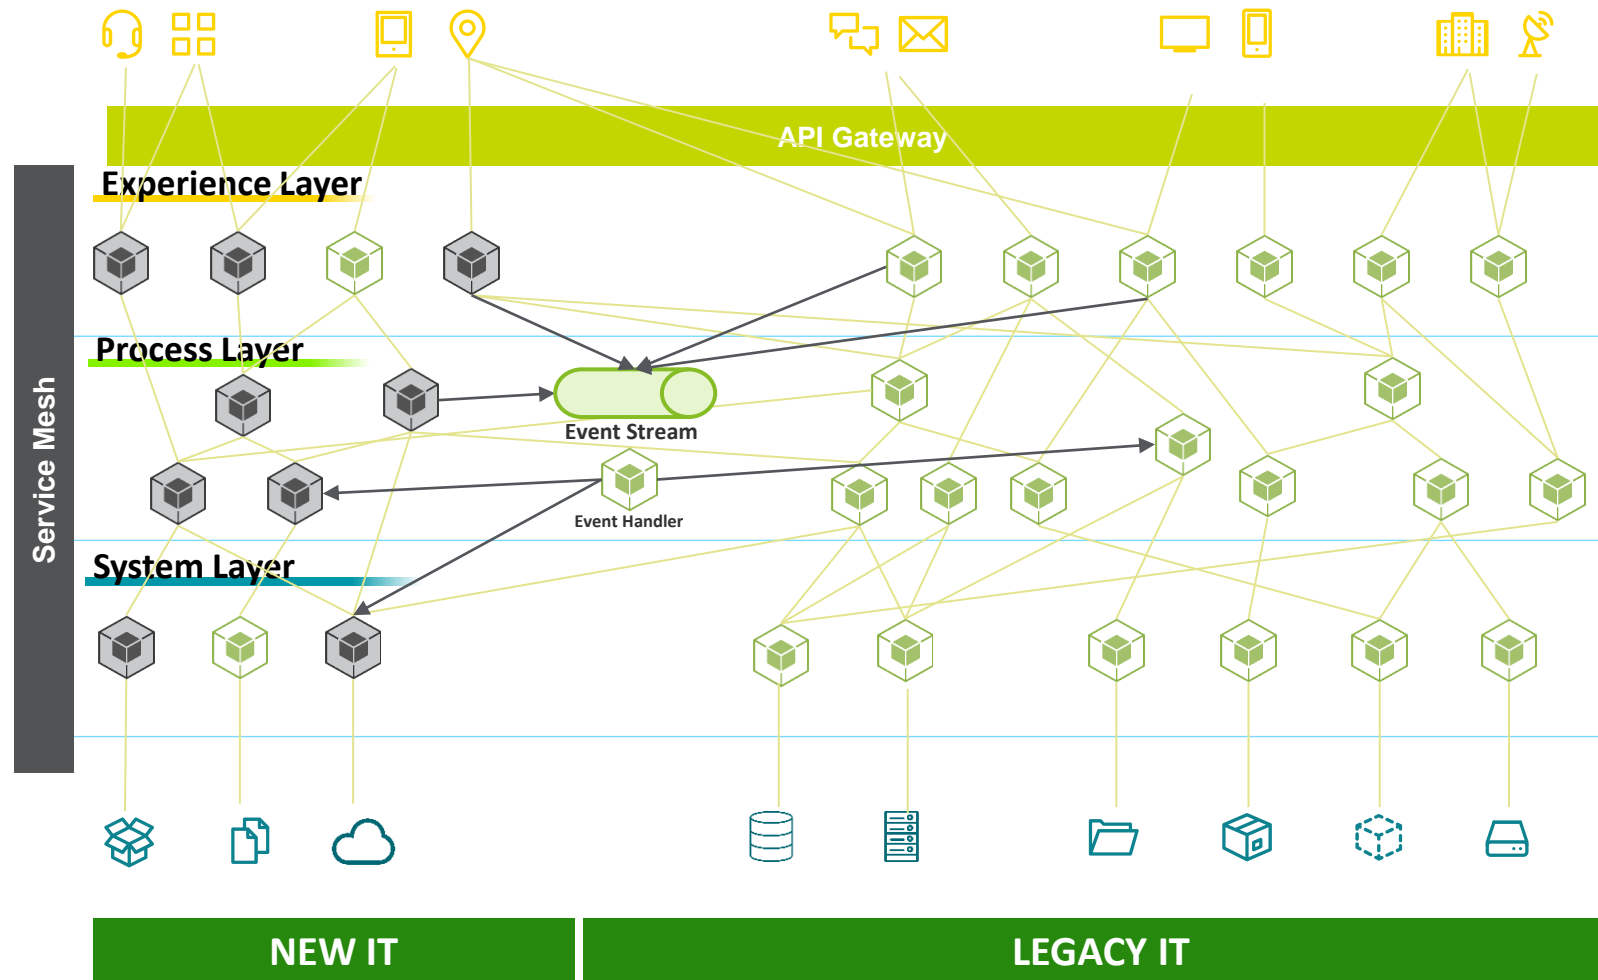 API Gateway
Experience Layer
Process Layer
Service Mesh
Event Stream
Event Handler
System Layer
NEW IT
LEGACY IT